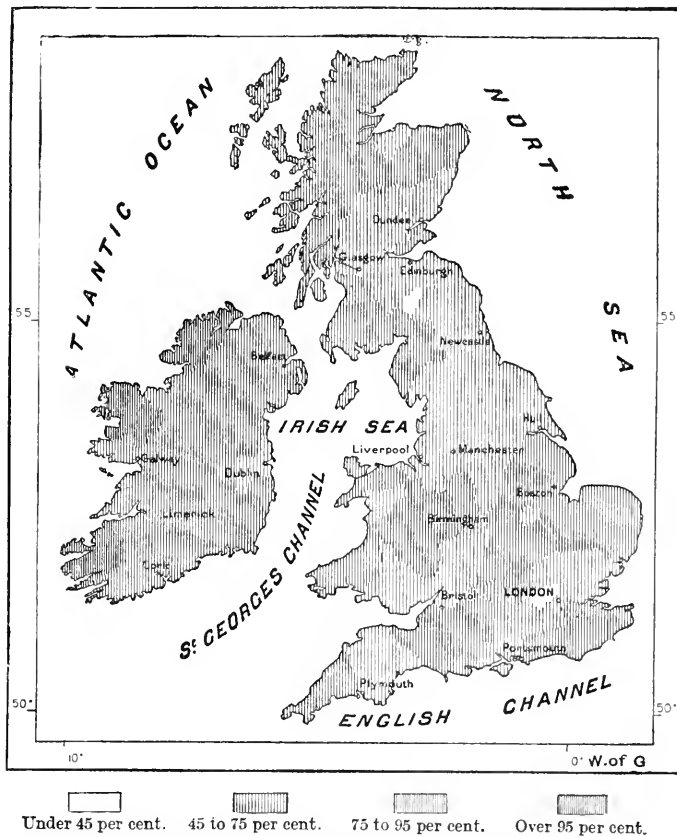 ATLANTIC OCEAN
NORTH SEA
Dundee
Glasgow
Edinburgh
55
55
Newcastle
Belfast
IRISH SEA
Hull
Liverpool
Manchester
Galway
Dublin
Boston
Limerick
Birmingham
ST GEORGES CHANNEL
Cork
Bristol
LONDON
Portsmouth
Plymouth
50°
50°
ENGLISH CHANNEL
10°
0° W. of G
Under 45 per cent.
45 to 75 per cent.
75 to 95 per cent.
Over 95 per cent.